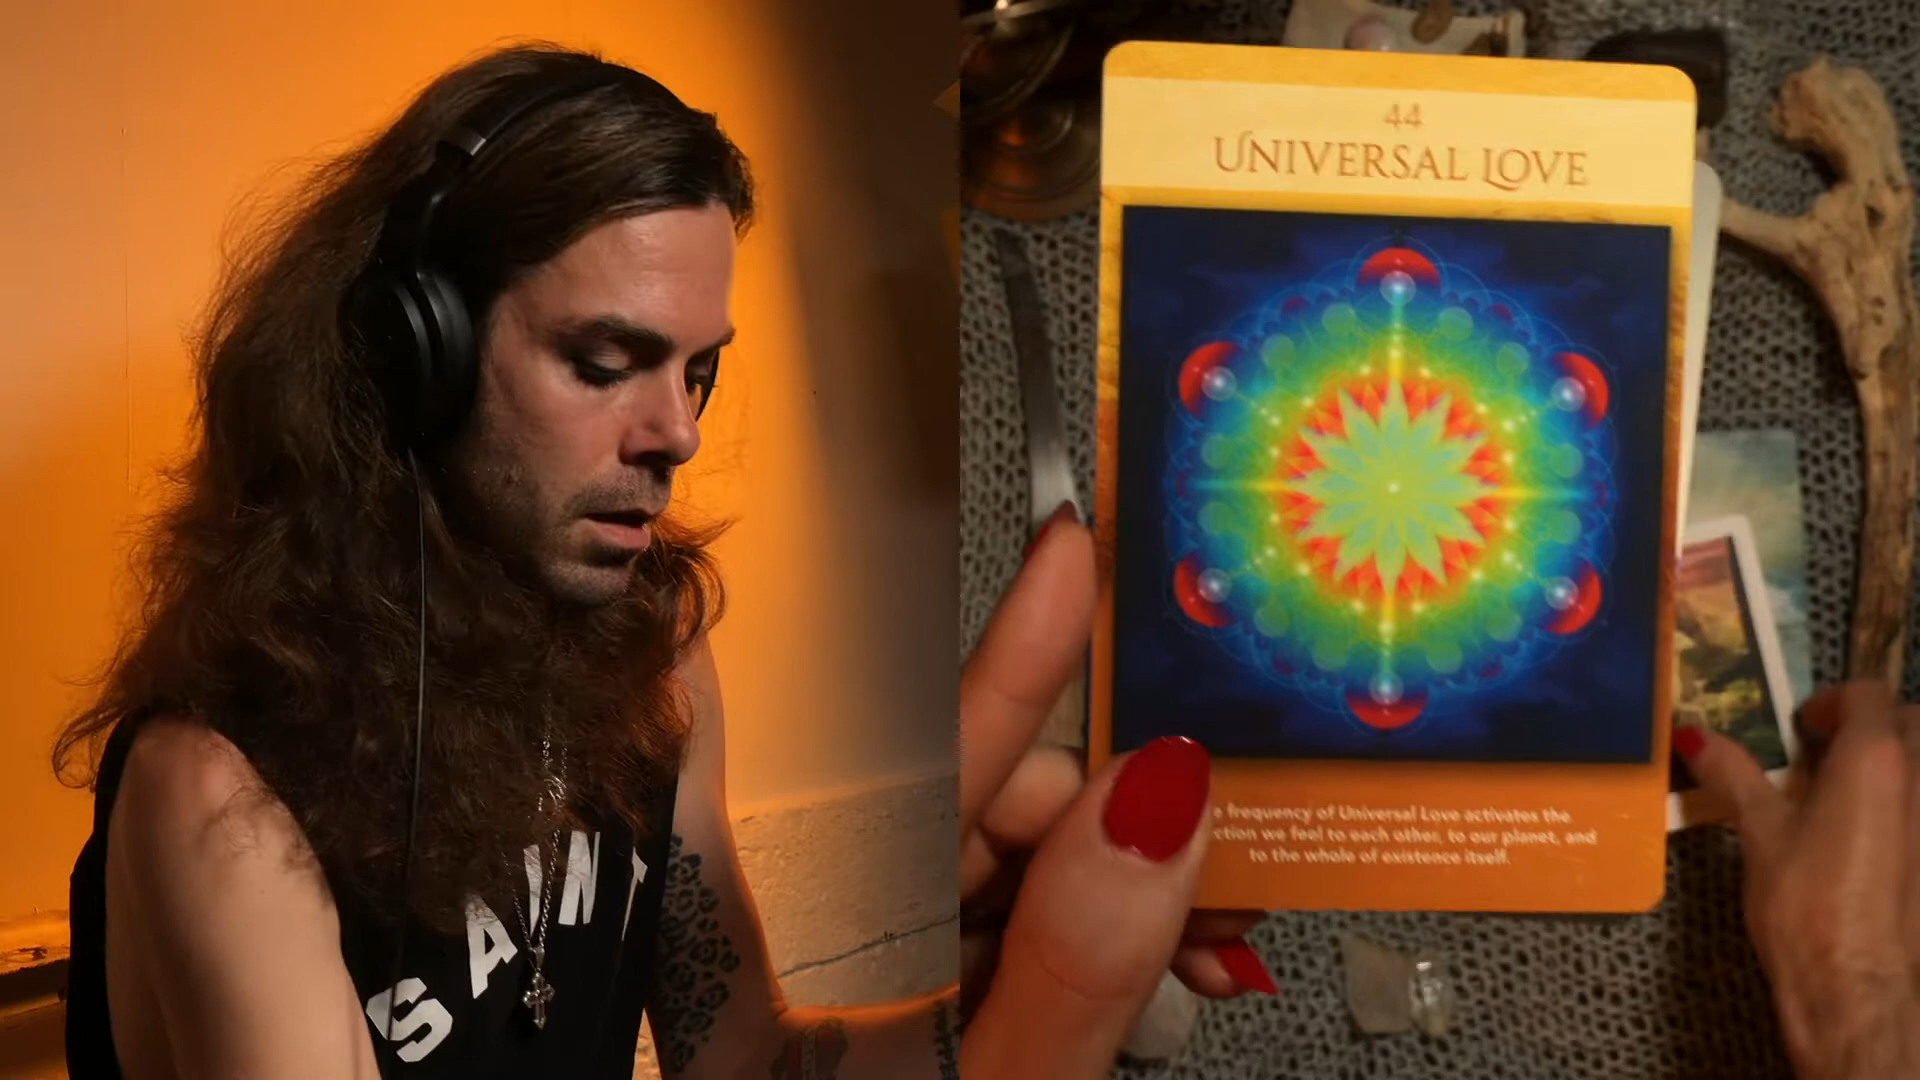 SAINT
44
UNIVERSAL LOVE
frequency of Universal Love activates the
we feel to each other, to our planet, and
to the whole of existence itself.